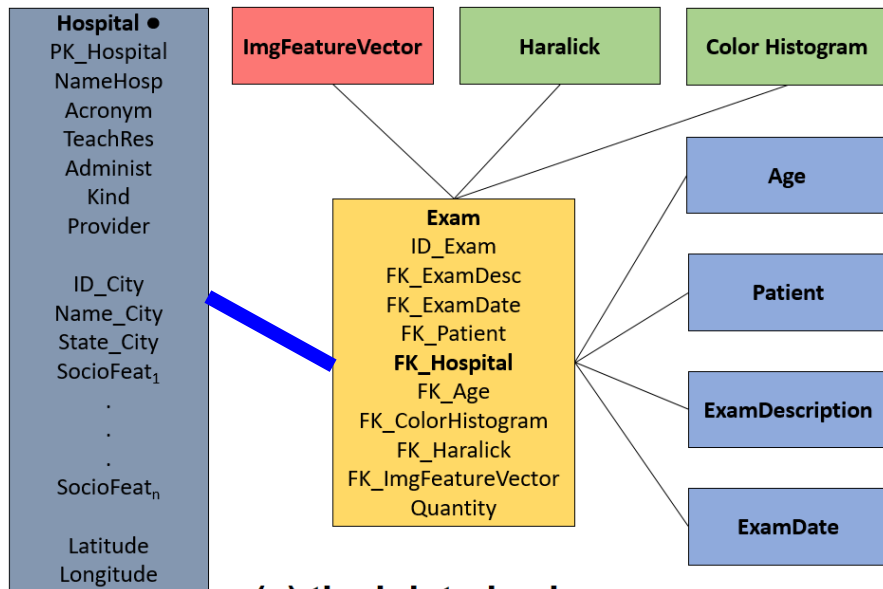 Hospital ●
PK_Hospital
NameHosp
Acronym
TeachRes
Administ
Kind
Provider
ID_City
Name_City
State_City
SocioFeat₁
.
.
.
SocioFeatₙ
Latitude
Longitude
ImgFeatureVector
Haralick
Color Histogram
Exam
ID_Exam
FK_ExamDesc
FK_ExamDate
FK_Patient
FK_Hospital
FK_Age
FK_ColorHistogram
FK_Haralick
FK_ImgFeatureVector
Quantity
Age
Patient
ExamDescription
ExamDate